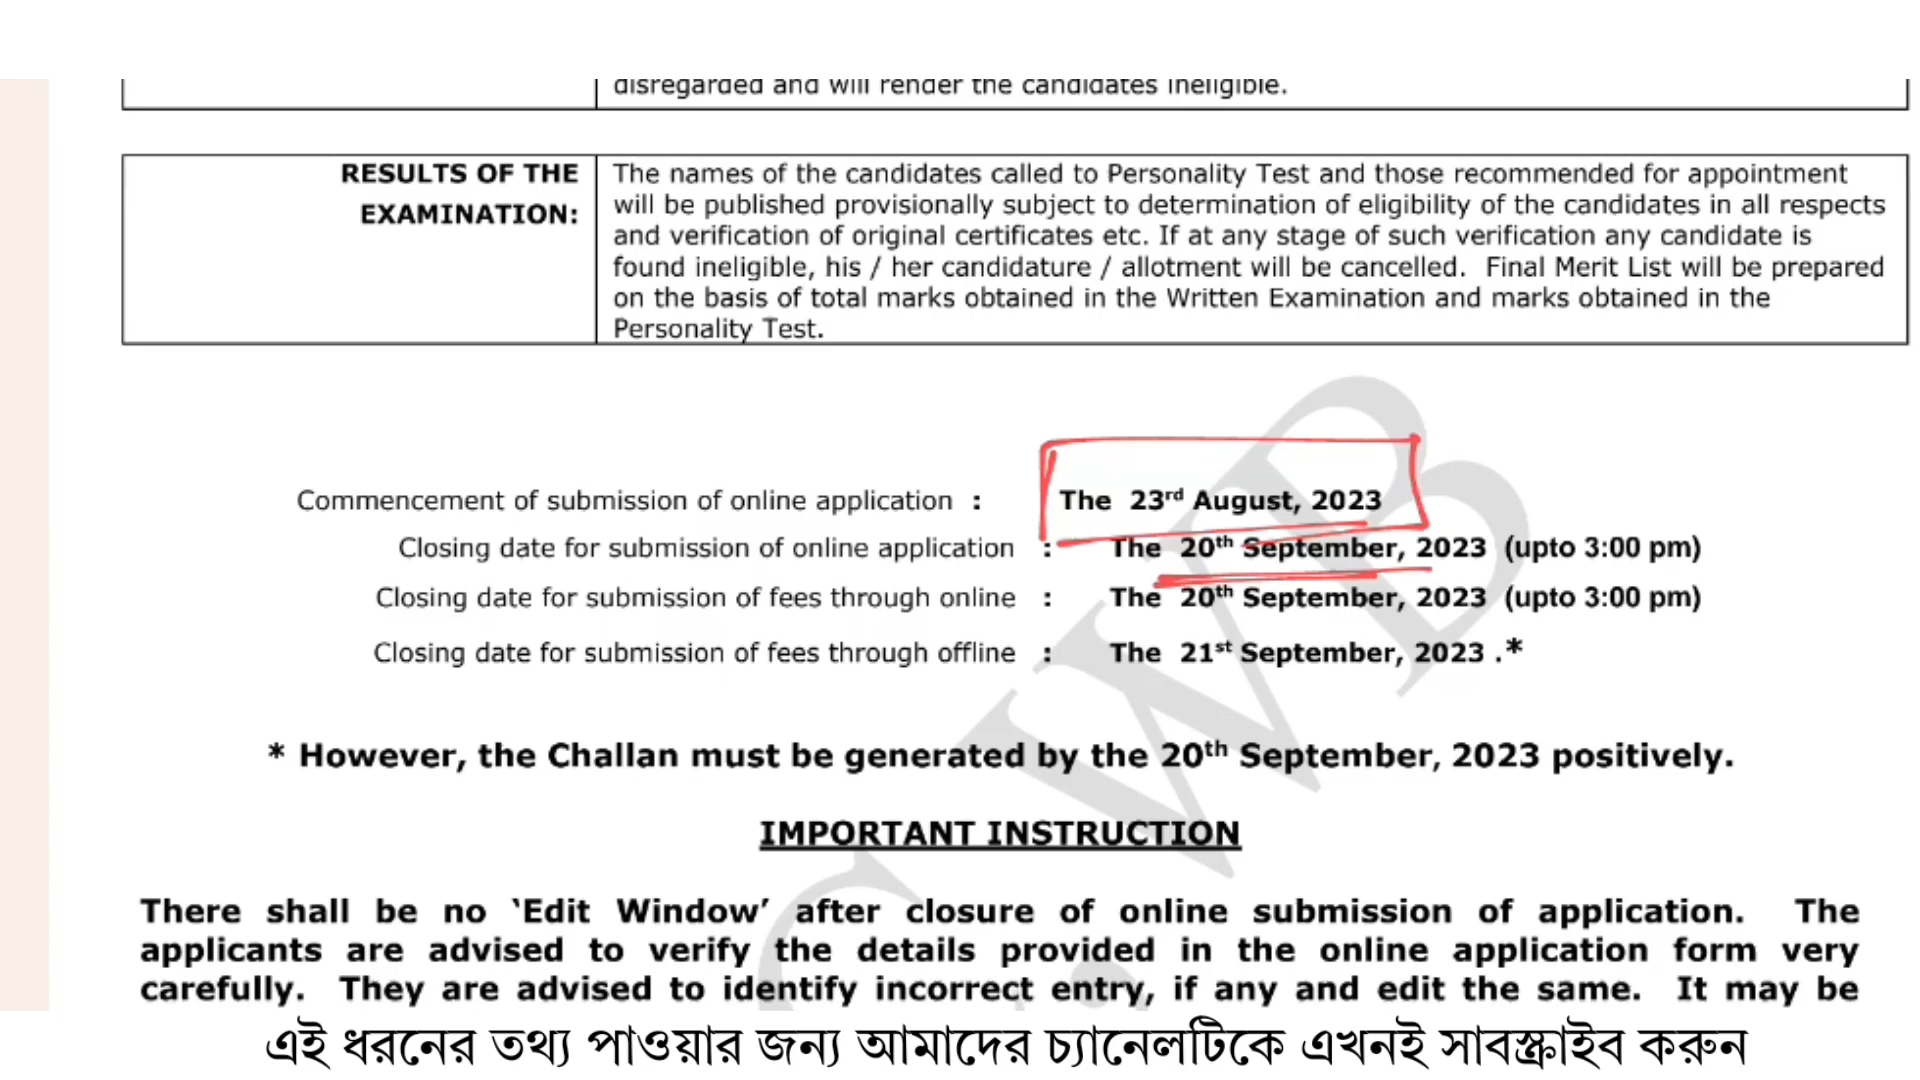 disregarded and will render the candidates ineligible.
RESULTS OF THE
EXAMINATION:
The names of the candidates called to Personality Test and those recommended for appointment
will be published provisionally subject to determination of eligibility of the candidates in all respects
and verification of original certificates etc. If at any stage of such verification any candidate is
found ineligible, his / her candidature / allotment will be cancelled. Final Merit List will be prepared
on the basis of total marks obtained in the Written Examination and marks obtained in the
Personality Test.
Commencement of submission of online application : The 23rd August, 2023
Closing date for submission of online application : The 20th September, 2023 (upto 3:00 pm)
Closing date for submission of fees through online : The 20th September, 2023 (upto 3:00 pm)
Closing date for submission of fees through offline : The 21st September, 2023 .*
* However, the Challan must be generated by the 20th September, 2023 positively.
IMPORTANT INSTRUCTION
There shall be no ‘Edit Window’ after closure of online submission of application. The
applicants are advised to verify the details provided in the online application form very
carefully. They are advised to identify incorrect entry, if any and edit the same. It may be
এই ধরনের তথ্য পাওয়ার জন্য আমাদের চ্যানেলটিকে এখনই সাবস্ক্রাইব করুন